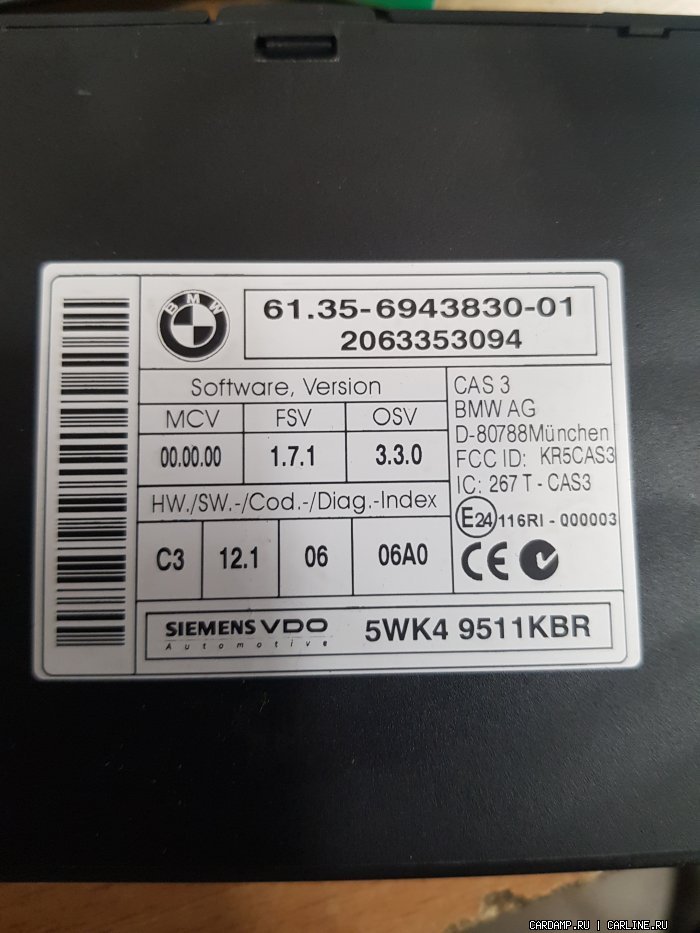 BMW
61.35-6943830-01
2063353094
Software, Version
MCV FSV OSV
00.00.00 1.7.1 3.3.0
HW./SW.-/Cod.-/Diag.-Index
C3 12.1 06 06A0
CAS 3
BMW AG
D-80788München
FCC ID: KR5CAS3
IC: 267 T - CAS3
E24 116RI - 000003
CE
SIEMENS VDO
Automotive
5WK4 9511KBR
CARDAMP.RU | CARLINE.RU